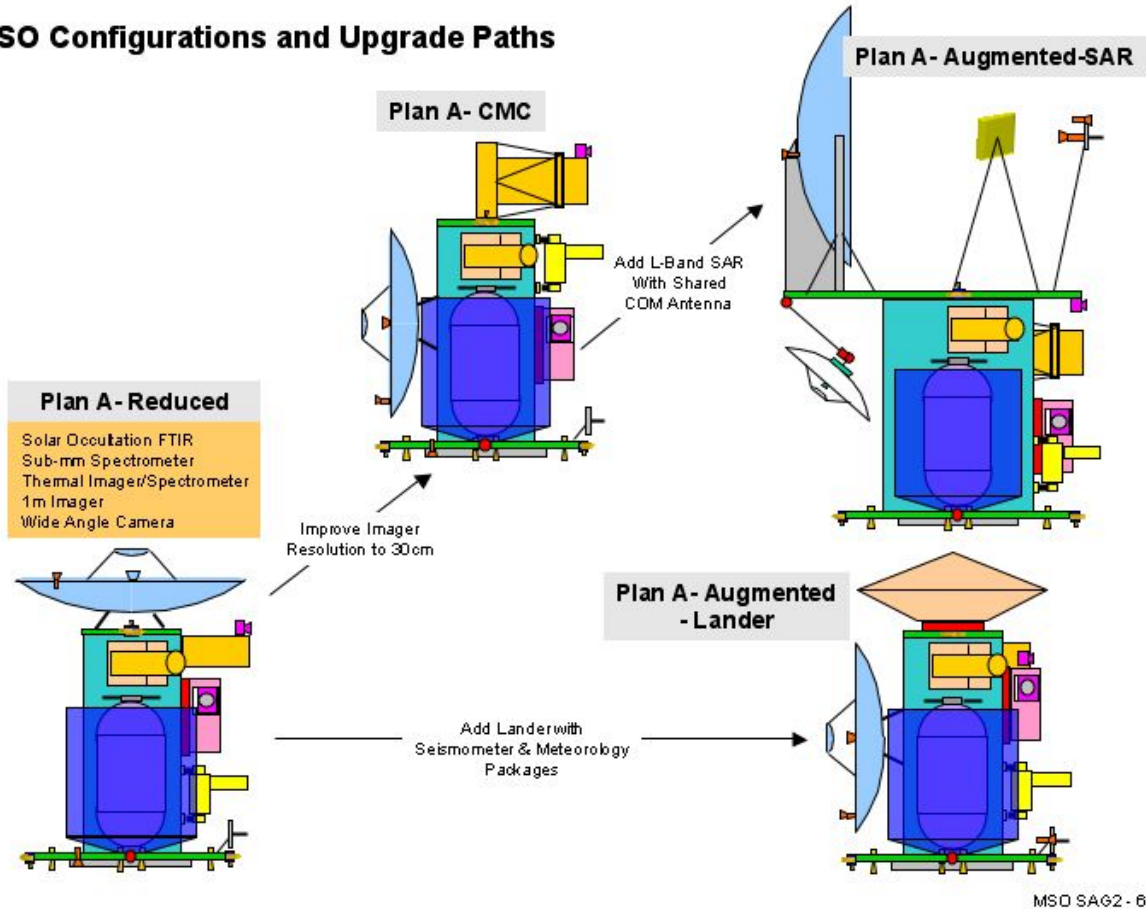 SO Configurations and Upgrade Paths
Plan A- Augmented-SAR
Plan A- CMC
Add L-Band SAR
With Shared
COM Antenna
Plan A- Reduced
Solar Occultation FTIR
Sub-mm Spectrometer
Thermal Imager/Spectrometer
1m Imager
Wide Angle Camera
Improve Imager
Resolution to 30cm
Plan A- Augmented
- Lander
Add Lander with
Seismometer & Meteorology
Packages
MSO SAG2 - 6